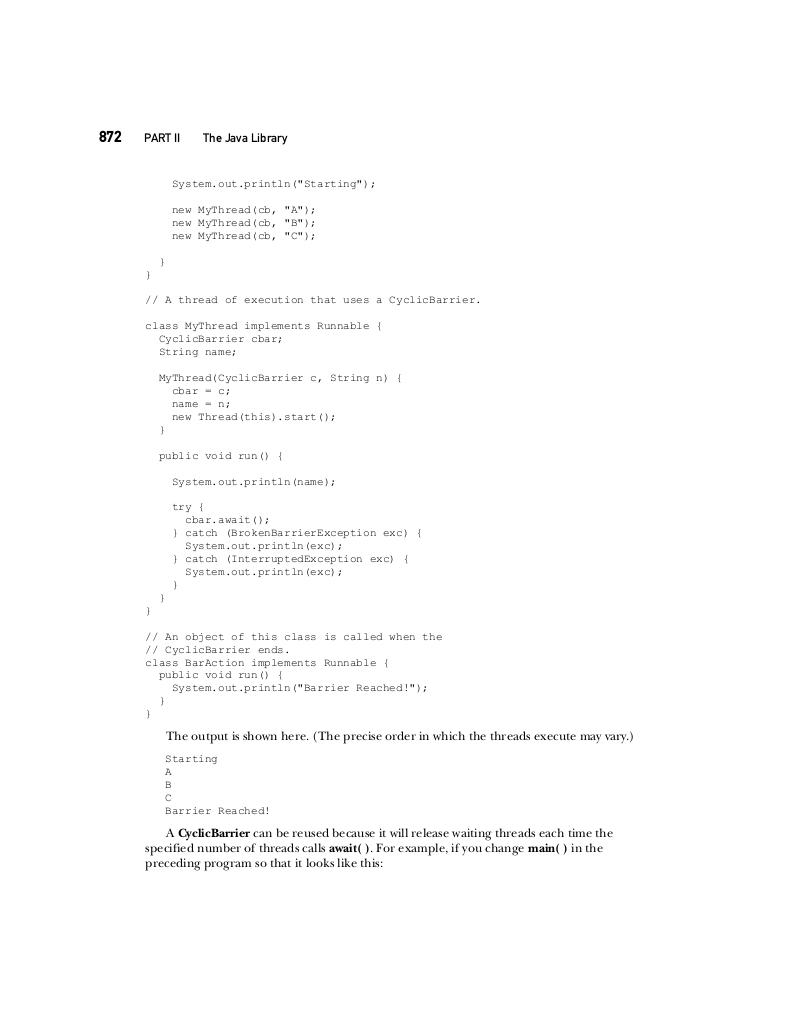 872 PART II The Java Library
System.out.println("Starting");
new MyThread(cb, "A");
new MyThread(cb, "B");
new MyThread(cb, "C");
}
}
// A thread of execution that uses a CyclicBarrier.
class MyThread implements Runnable {
CyclicBarrier cbar;
String name;
MyThread(CyclicBarrier c, String n) {
cbar = c;
name = n;
new Thread(this).start();
}
public void run() {
System.out.println(name);
try {
cbar.await();
} catch (BrokenBarrierException exc) {
System.out.println(exc);
} catch (InterruptedException exc) {
System.out.println(exc);
}
}
}
// An object of this class is called when the
// CyclicBarrier ends.
class BarAction implements Runnable {
public void run() {
System.out.println("Barrier Reached!");
}
}
The output is shown here. (The precise order in which the threads execute may vary.)
Starting
A
B
C
Barrier Reached!
A CyclicBarrier can be reused because it will release waiting threads each time the
specified number of threads calls await( ). For example, if you change main( ) in the
preceding program so that it looks like this: